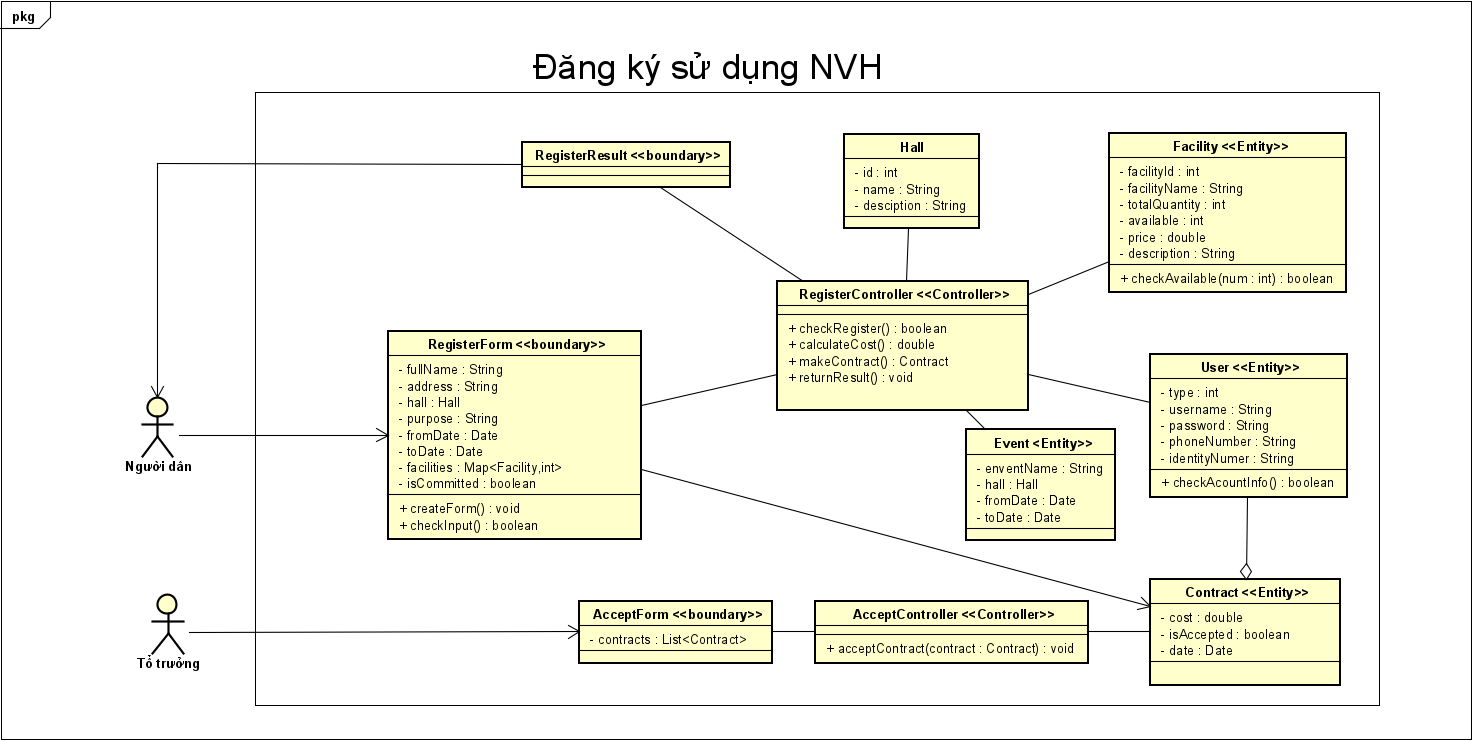 pkg
Đăng ký sử dụng NVH
RegisterResult <<boundary>>
Hall
- id : int
- name : String
- desciption : String
Facility <<Entity>>
- facilityId : int
- facilityName : String
- totalQuantity : int
- available : int
- price : double
- description : String
+ checkAvailable(num : int) : boolean
RegisterController <<Controller>>
+ checkRegister() : boolean
+ calculateCost() : double
+ makeContract() : Contract
+ returnResult() : void
RegisterForm <<boundary>>
- fullName : String
- address : String
- hall : Hall
- purpose : String
- fromDate : Date
- toDate : Date
- facilities : Map<Facility,int>
- isCommitted : boolean
+ createForm() : void
+ checkInput() : boolean
User <<Entity>>
- type : int
- username : String
- password : String
- phoneNumber : String
- identityNumer : String
+ checkAcountInfo() : boolean
Người dân
Event <Entity>>
- enventName : String
- hall : Hall
- fromDate : Date
- toDate : Date
Tổ trưởng
AcceptForm <<boundary>>
- contracts : List<Contract>
AcceptController <<Controller>>
+ acceptContract(contract : Contract) : void
Contract <<Entity>>
- cost : double
- isAccepted : boolean
- date : Date